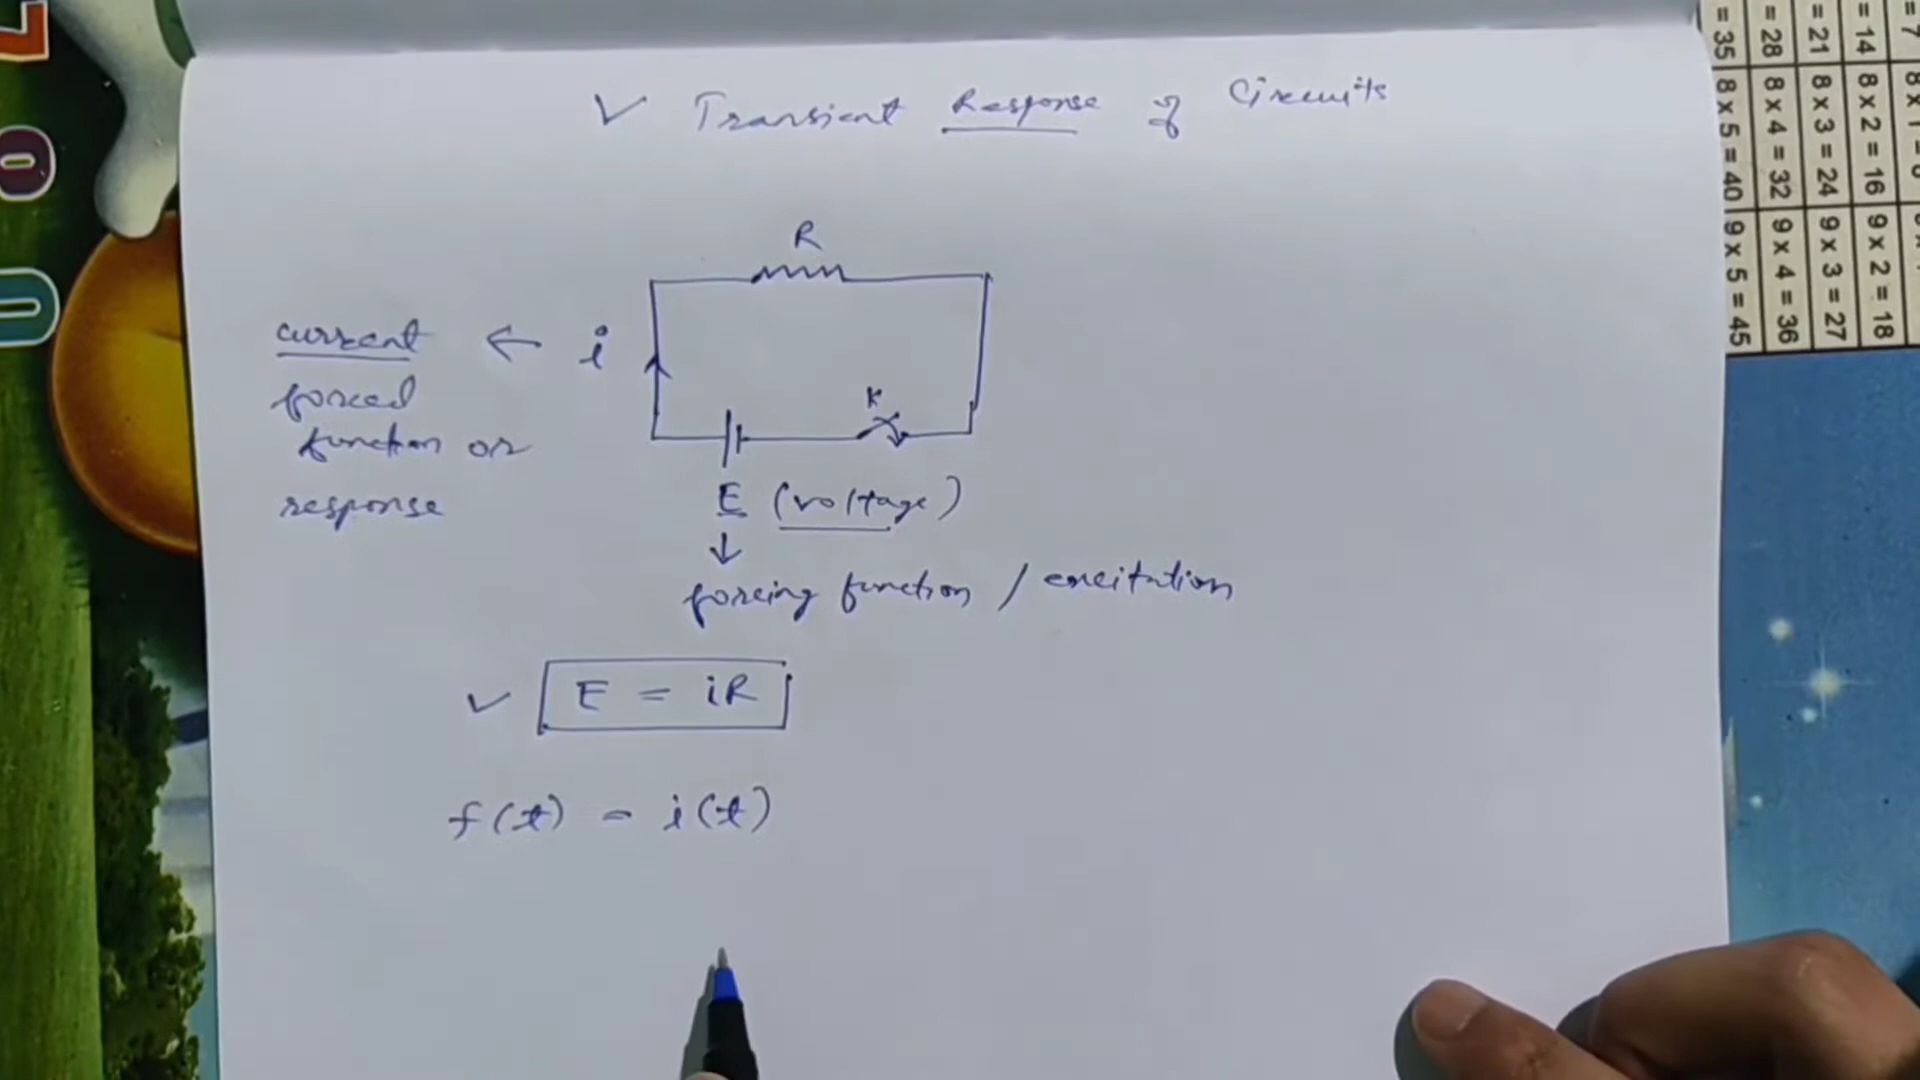 ✓ Transient Response of Circuits
R
current ← i
forced
function or
response
K
E (voltage)
↓
forcing function / excitation
✓ E = iR
f(t) = i(t)
= 7
= 14
= 21
= 28
= 35
8 x 2 = 16
8 x 3 = 24
8 x 4 = 32
8 x 5 = 40
9 x 2 = 18
9 x 3 = 27
9 x 4 = 36
9 x 5 = 45